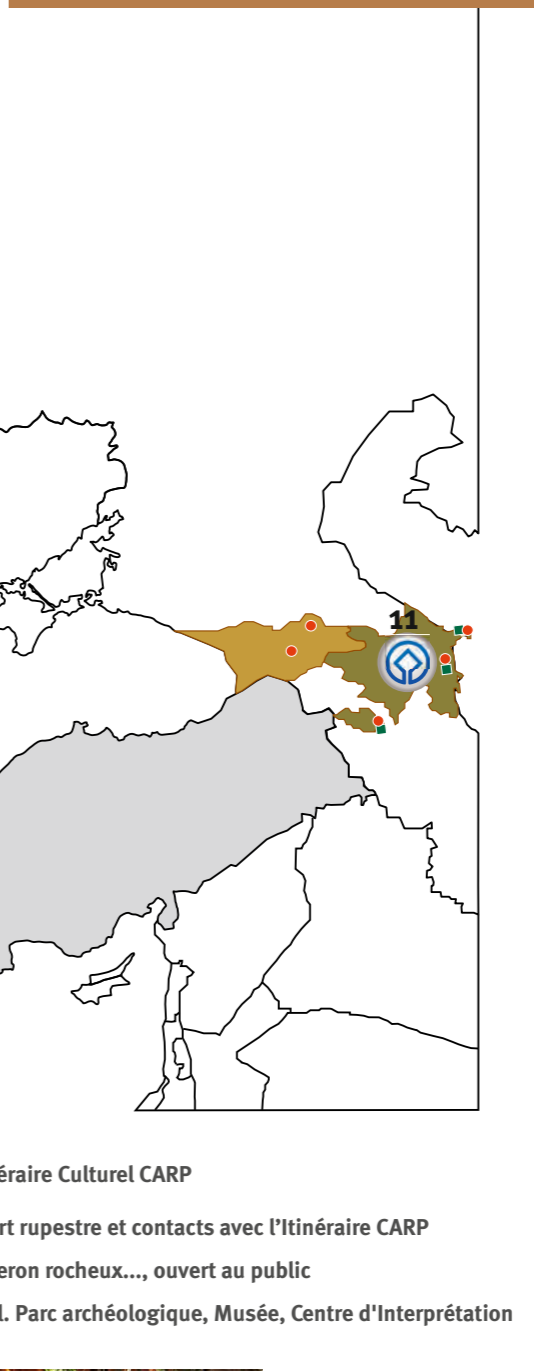 11
éraire Culturel CARP
rt rupestre et contacts avec l’Itinéraire CARP
eron rocheux..., ouvert au public
l. Parc archéologique, Musée, Centre d'Interprétation